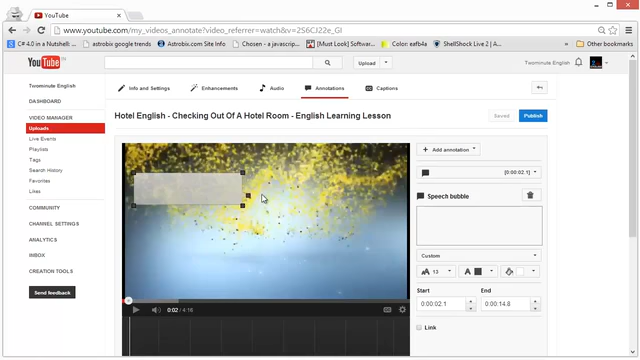 YouTube
www.youtube.com/my_videos_annotate?video_referrer=watch&v=2S6CJ22e_GI
C# 4.0 in a Nutshell:
astrobix google trends
Astrobix.com Site Info
Chosen - a javascrip
[Must Look] Software
Color: eafb4a
ShellShock Live 2 |
Other bookmarks
YouTube IN
Upload
Twominute English
Twominute English
DASHBOARD
VIDEO MANAGER
Uploads
Live Events
Playlists
Tags
Search History
Favorites
Likes
COMMUNITY
CHANNEL SETTINGS
ANALYTICS
INBOX
CREATION TOOLS
Send feedback
Info and Settings
Enhancements
Audio
Annotations
Captions
Hotel English - Checking Out Of A Hotel Room - English Learning Lesson
Saved
Publish
0:02 / 4:18
Add annotation
[0:00:02.1]
Speech bubble
Custom
AA 13
A
Start
End
0:00:02.1
0:00:14.8
Link